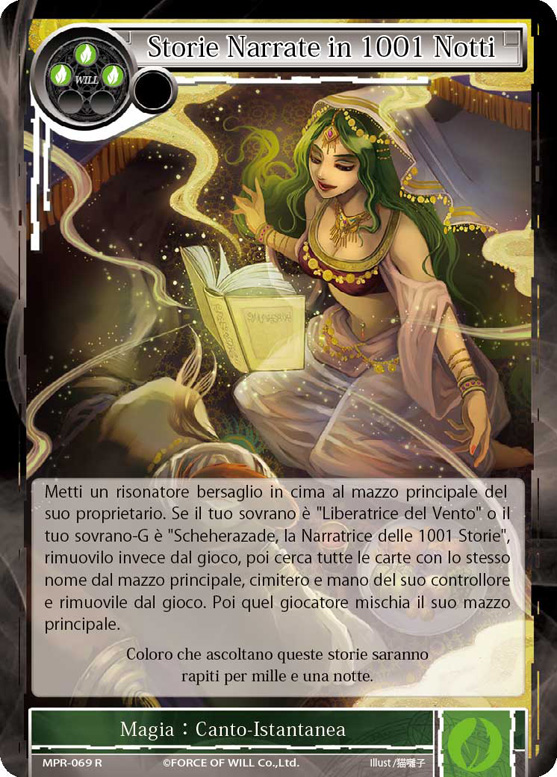 Storie Narrate in 1001 Notti
WILL
Metti un risonatore bersaglio in cima al mazzo principale del
suo proprietario. Se il tuo sovrano è "Liberatrice del Vento" o il
tuo sovrano-G è "Scheherazade, la Narratrice delle 1001 Storie",
rimuovilo invece dal gioco, poi cerca tutte le carte con lo stesso
nome dal mazzo principale, cimitero e mano del suo controllore
e rimuovile dal gioco. Poi quel giocatore mischia il suo mazzo
principale.
Coloro che ascoltano queste storie saranno
rapiti per mille e una notte.
Magia : Canto-Istantanea
MPR-069 R ©FORCE OF WILL Co.,Ltd. Illust/猫囃子